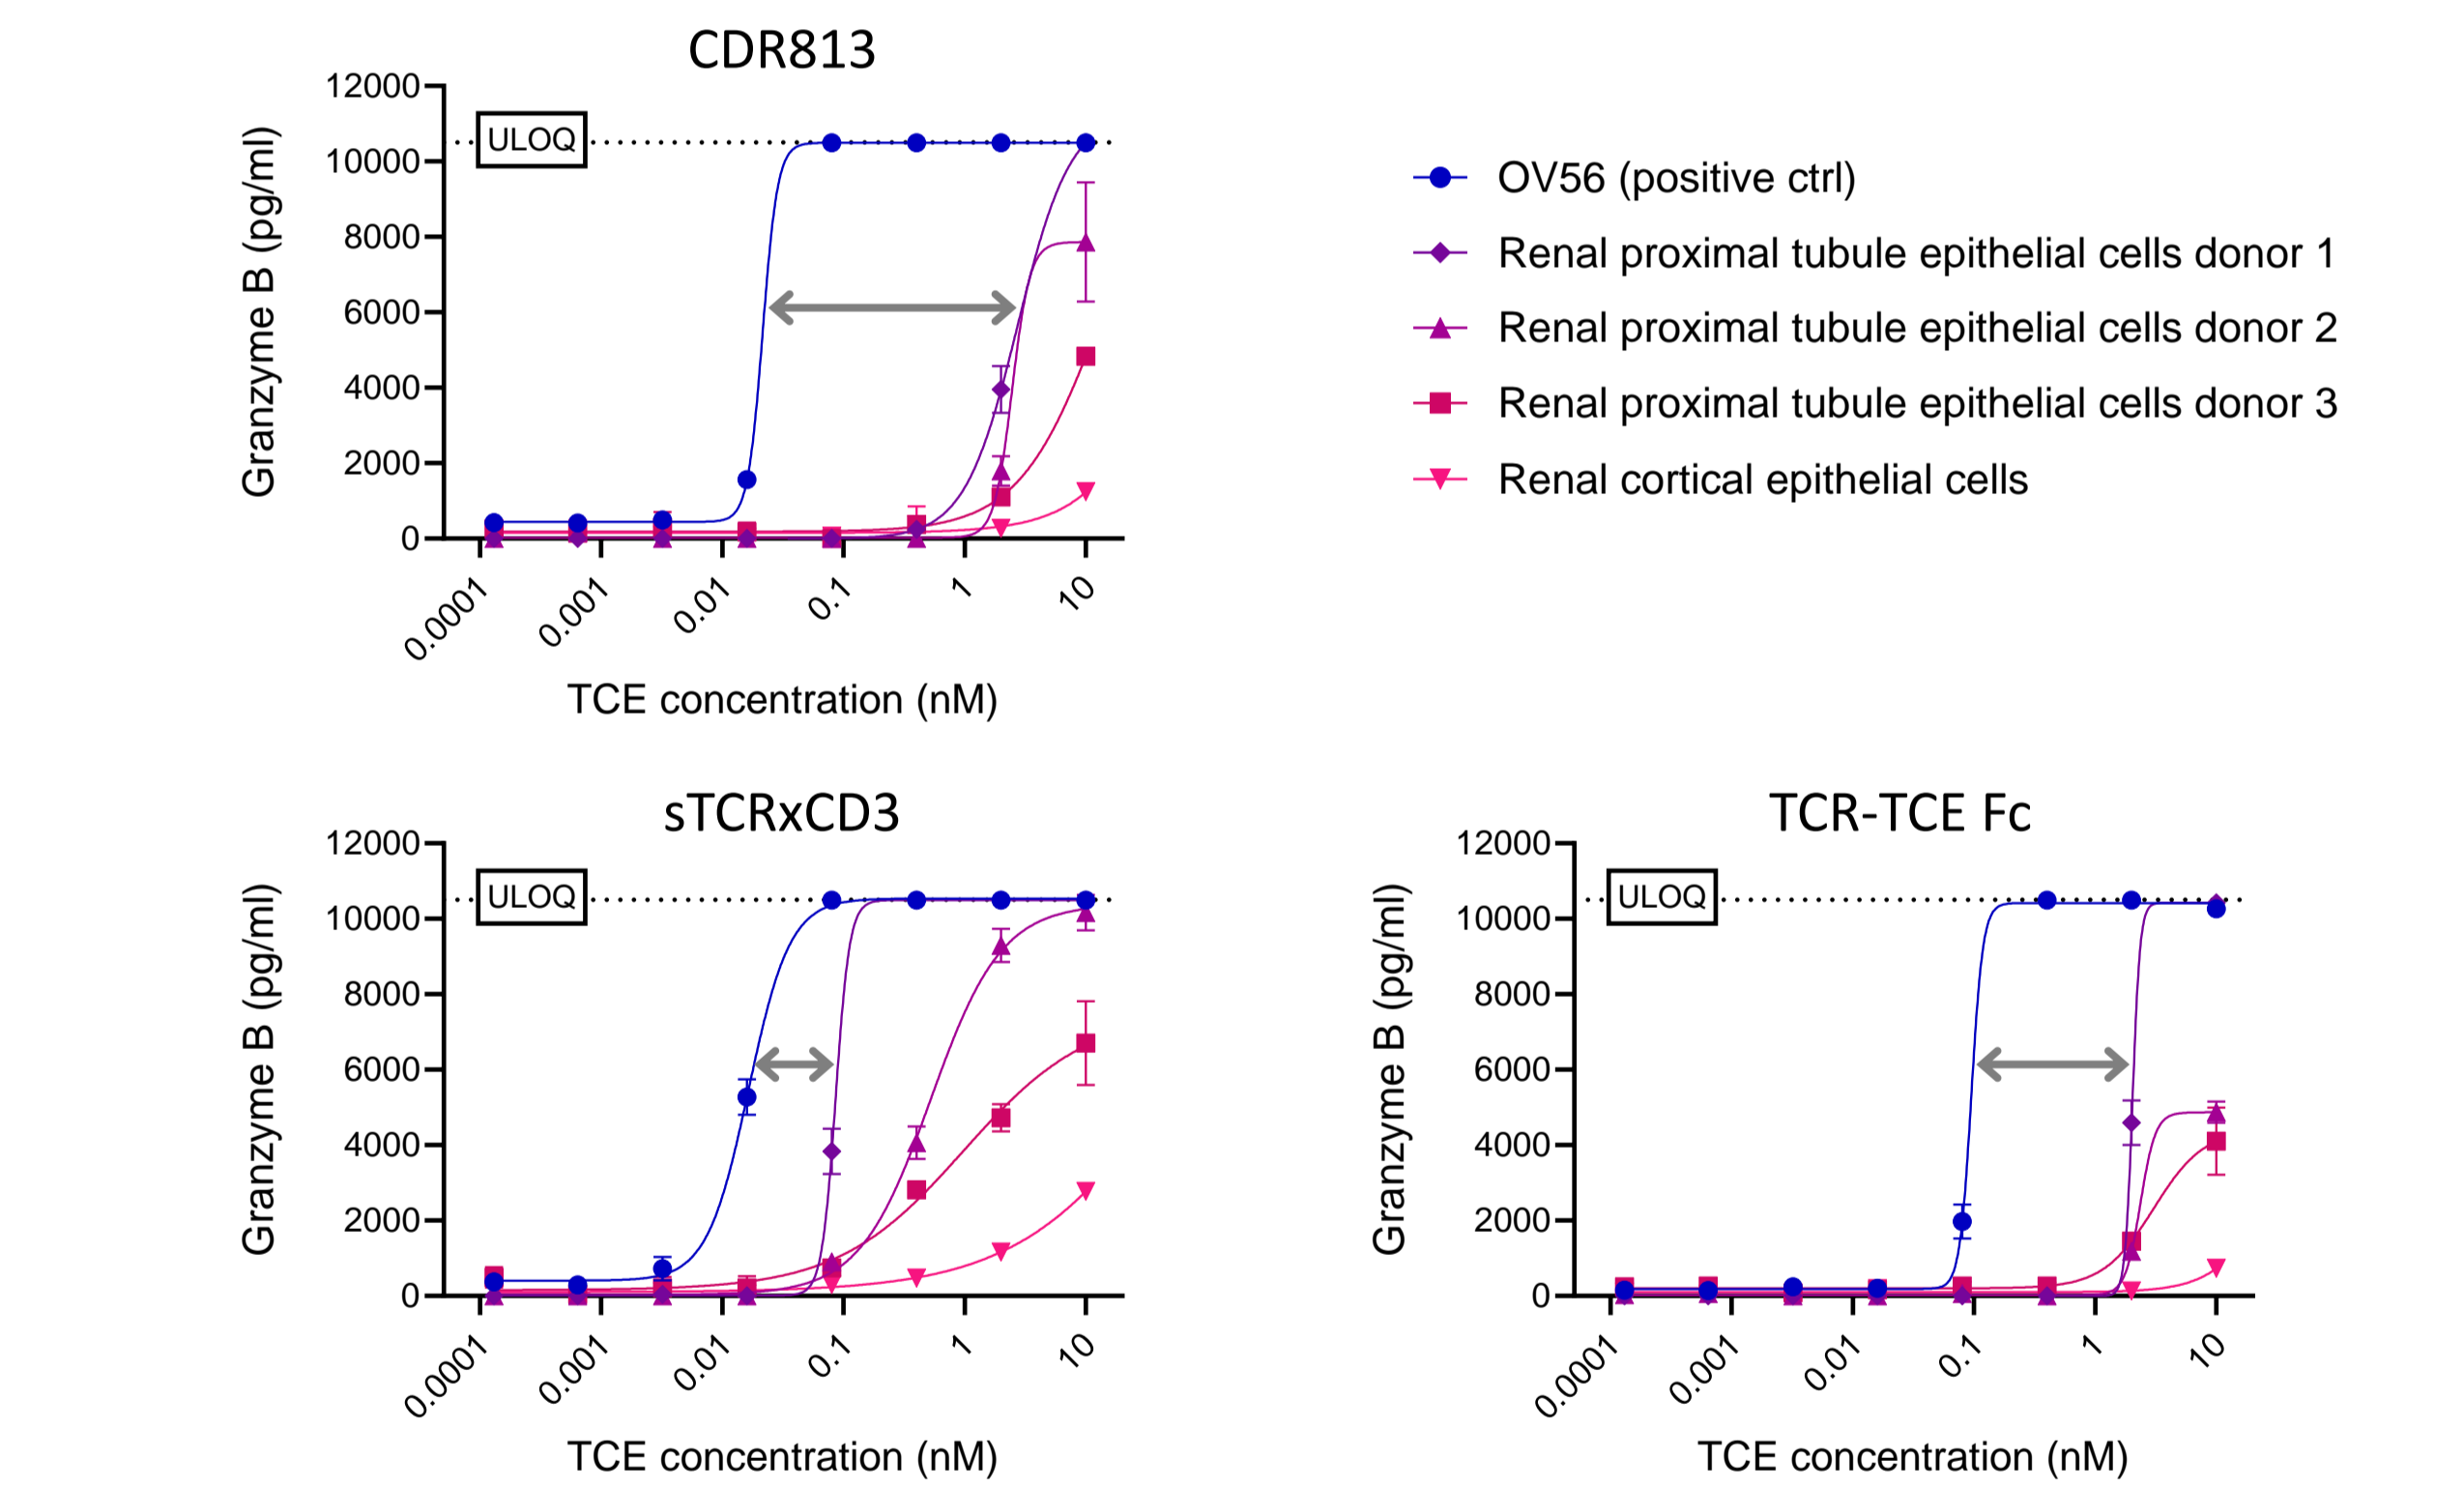 CDR813
12000
10000
8000
6000
4000
2000
0
ULOQ
Granzyme B (pg/ml)
0.0001
0.001
0.01
0.1
1
10
TCE concentration (nM)
OV56 (positive ctrl)
Renal proximal tubule epithelial cells donor 1
Renal proximal tubule epithelial cells donor 2
Renal proximal tubule epithelial cells donor 3
Renal cortical epithelial cells
sTCRxCD3
12000
10000
8000
6000
4000
2000
0
ULOQ
Granzyme B (pg/ml)
0.0001
0.001
0.01
0.1
1
10
TCE concentration (nM)
TCR-TCE Fc
12000
10000
8000
6000
4000
2000
0
ULOQ
Granzyme B (pg/ml)
0.0001
0.001
0.01
0.1
1
10
TCE concentration (nM)